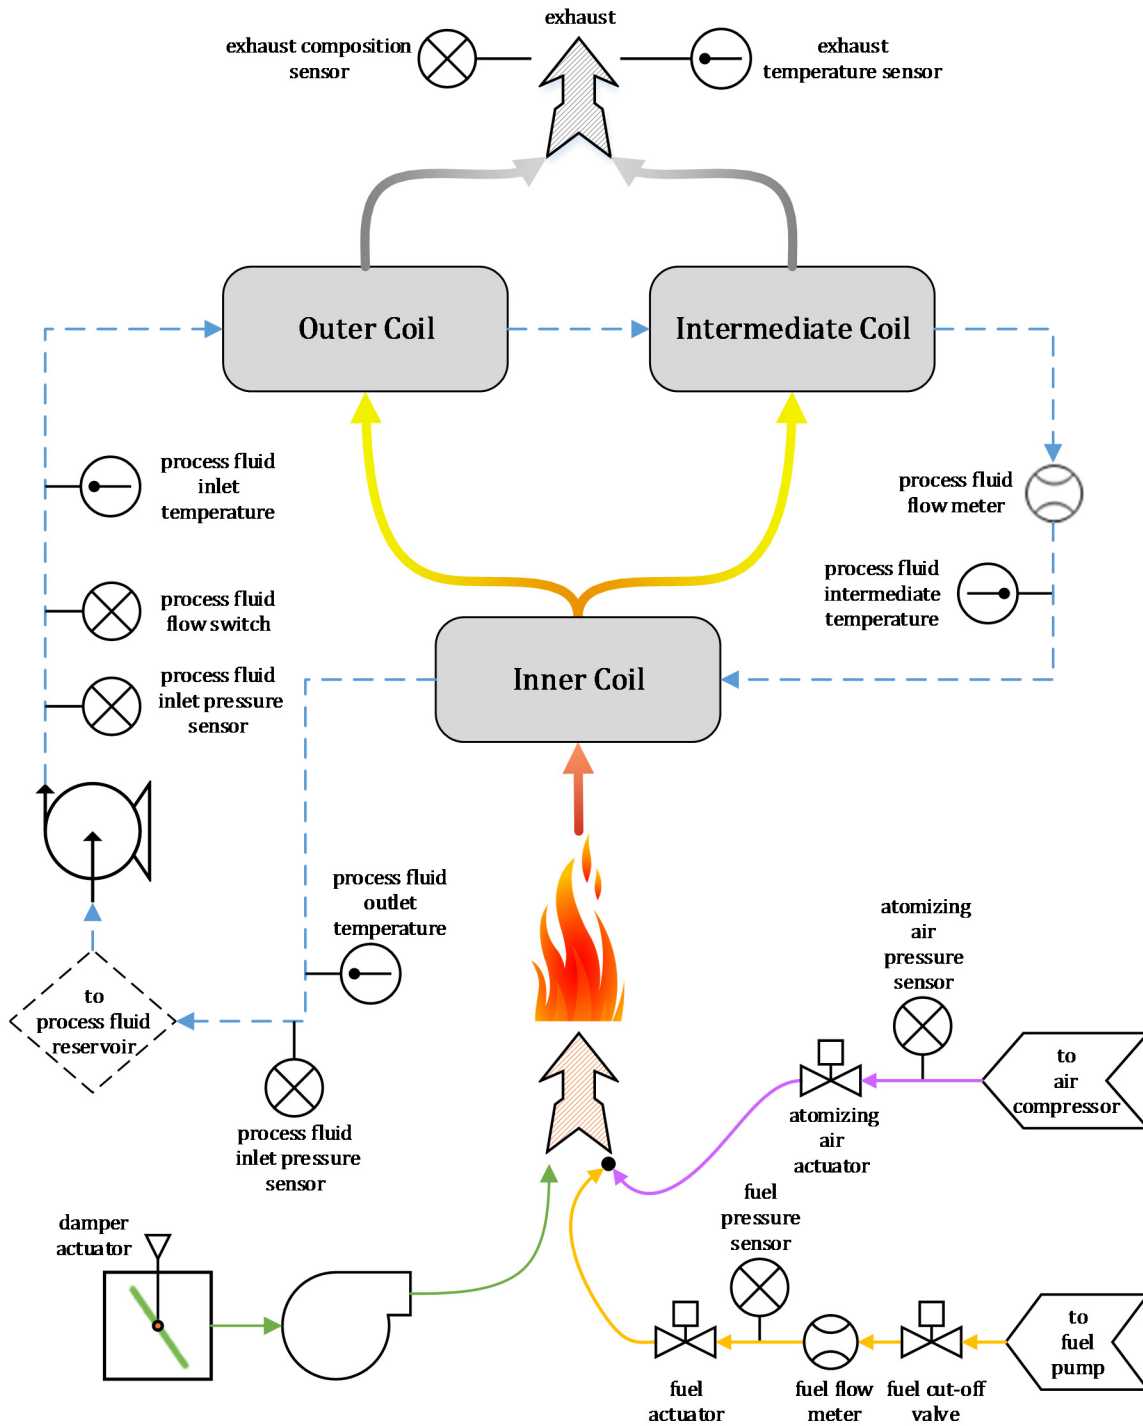 exhaust
exhaust composition
sensor
exhaust
temperature sensor
Outer Coil
Intermediate Coil
process fluid
inlet
temperature
process fluid
flow meter
process fluid
flow switch
process fluid
intermediate
temperature
process fluid
inlet pressure
sensor
Inner Coil
process fluid
outlet
temperature
atomizing
air
pressure
sensor
to
process fluid
reservoir
to
air
compressor
process fluid
inlet pressure
sensor
atomizing
air
actuator
damper
actuator
fuel
pressure
sensor
to
fuel
pump
fuel
actuator
fuel flow
meter
fuel cut-off
valve